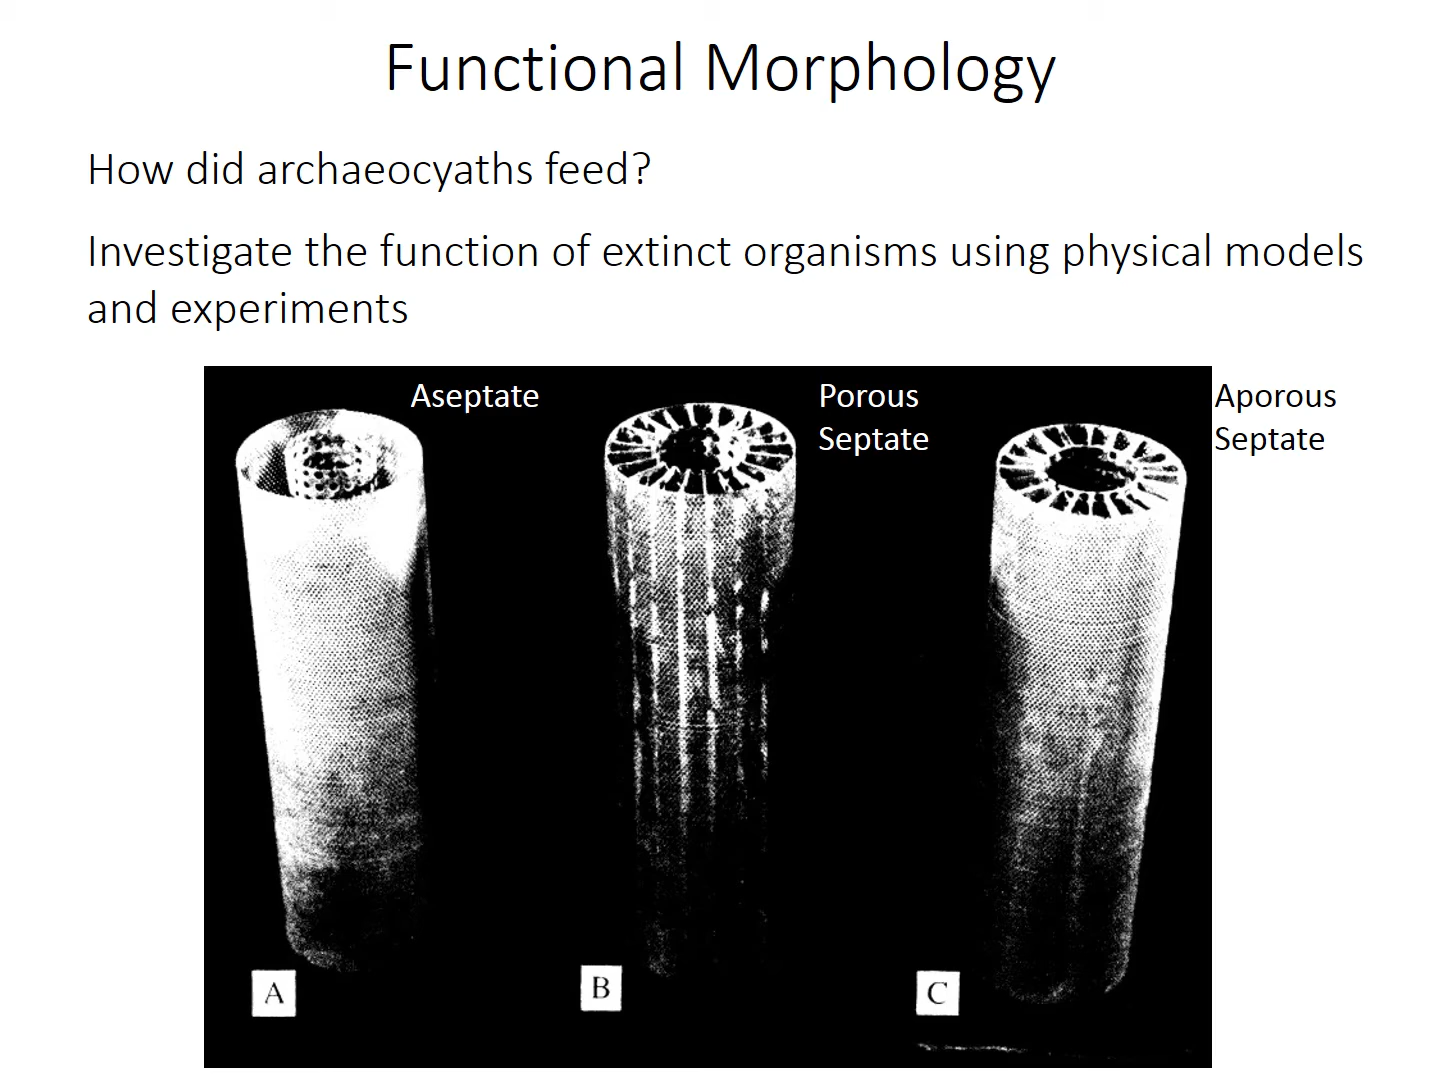 Functional Morphology
How did archaeocyaths feed?
Investigate the function of extinct organisms using physical models
and experiments
Aseptate
Porous
Septate
Aporous
Septate
A
B
C